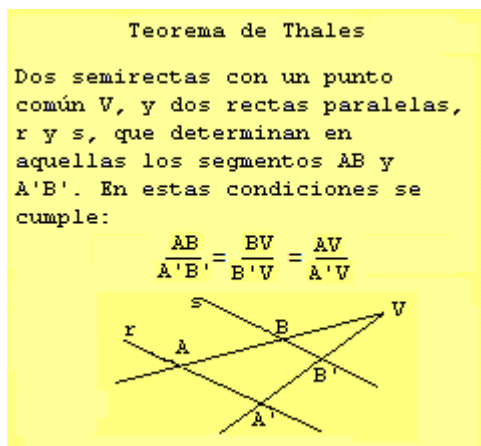 Teorema de Thales
Dos semirectas con un punto
común V, y dos rectas paralelas,
r y s, que determinan en
aquellas los segmentos AB y
A'B'. En estas condiciones se
cumple:
AB/A'B' = BV/B'V = AV/A'V
s
V
r
B
A
B'
A'